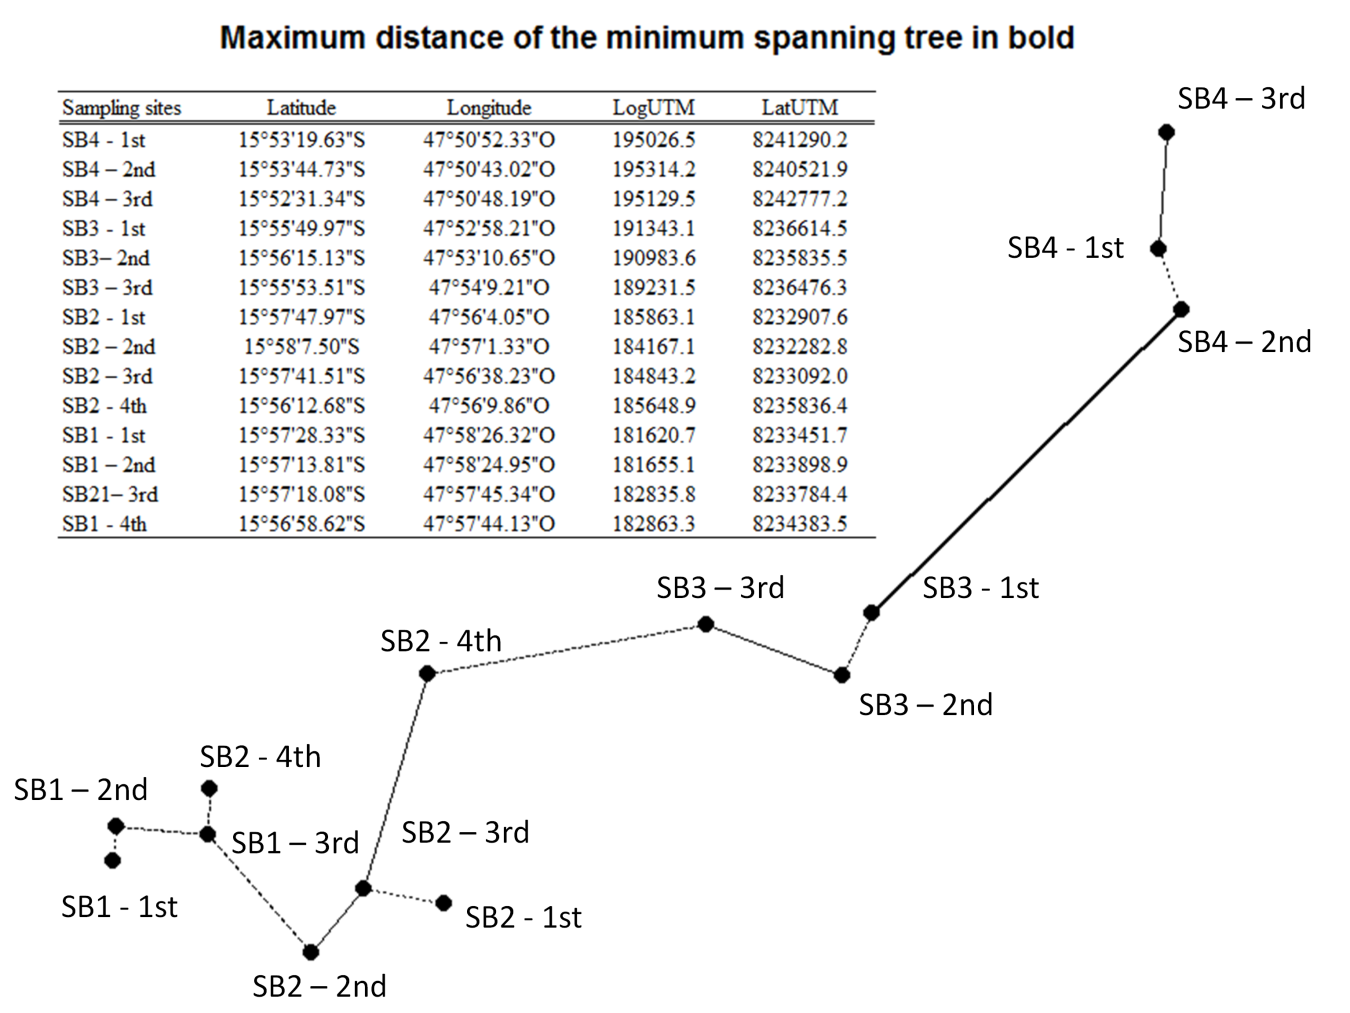 Maximum distance of the minimum spanning tree in bold
Sampling sites Latitude Longitude LogUTM LatUTM
SB4 - 1st 15°53'19.63"S 47°50'52.33"O 195026.5 8241290.2
SB4 – 2nd 15°53'44.73"S 47°50'43.02"O 195314.2 8240521.9
SB4 – 3rd 15°52'31.34"S 47°50'48.19"O 195129.5 8242777.2
SB3 - 1st 15°55'49.97"S 47°52'58.21"O 191343.1 8236614.5
SB3– 2nd 15°56'15.13"S 47°53'10.65"O 190983.6 8235835.5
SB3 – 3rd 15°55'53.51"S 47°54'9.21"O 189231.5 8236476.3
SB2 - 1st 15°57'47.97"S 47°56'4.05"O 185863.1 8232907.6
SB2 – 2nd 15°58'7.50"S 47°57'1.33"O 184167.1 8232282.8
SB2 – 3rd 15°57'41.51"S 47°56'38.23"O 184843.2 8233092.0
SB2 - 4th 15°56'12.68"S 47°56'9.86"O 185648.9 8235836.4
SB1 - 1st 15°57'28.33"S 47°58'26.32"O 181620.7 8233451.7
SB1 – 2nd 15°57'13.81"S 47°58'24.95"O 181655.1 8233898.9
SB21– 3rd 15°57'18.08"S 47°57'45.34"O 182835.8 8233784.4
SB1 - 4th 15°56'58.62"S 47°57'44.13"O 182863.3 8234383.5
SB4 – 3rd
SB4 - 1st
SB4 – 2nd
SB3 – 3rd
SB3 - 1st
SB2 - 4th
SB3 – 2nd
SB2 - 4th
SB1 – 2nd
SB2 – 3rd
SB1 – 3rd
SB1 - 1st
SB2 - 1st
SB2 – 2nd